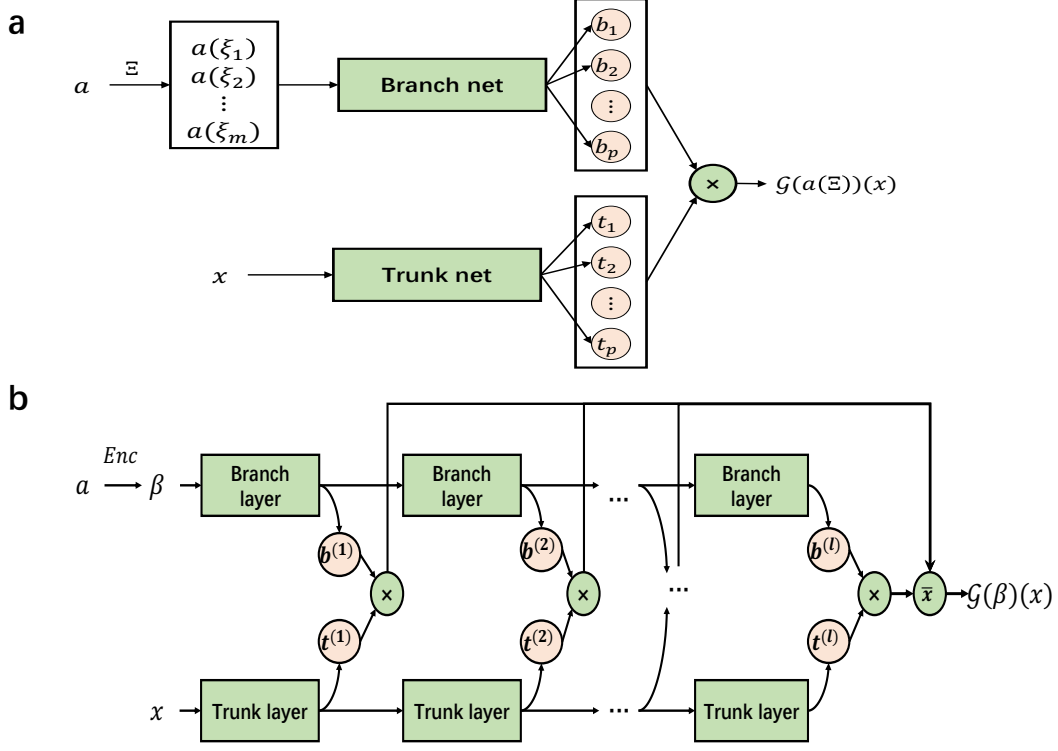 a
a
Ξ
a(ξ₁)
a(ξ₂)
⋮
a(ξₘ)
Branch net
b₁
b₂
⋮
bₚ
×
𝒢(a(Ξ))(x)
x
Trunk net
t₁
t₂
⋮
tₚ
b
a
Enc
β
Branch layer
Branch layer
...
Branch layer
b⁽¹⁾
b⁽²⁾
b⁽ˡ⁾
×
×
...
×
x̄
𝒢(β)(x)
t⁽¹⁾
t⁽²⁾
t⁽ˡ⁾
x
Trunk layer
Trunk layer
...
Trunk layer